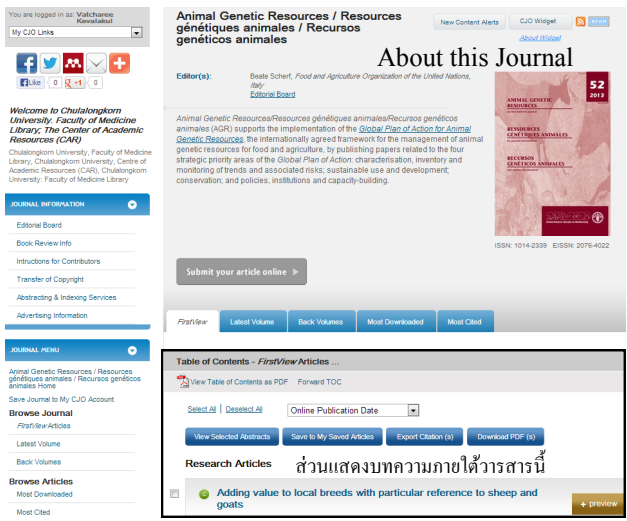 You are logged in as: Valcharee
Kevalakul
My CJO Links
Like 0 +1 2
Welcome to Chulalongkorn
University. Faculty of Medicine
Library; The Center of Academic
Resources (CAR)
Chulalongkorn University, Faculty of Medicine
Library, Chulalongkorn University, Centre of
Academic Resources (CAR), Chulalongkorn
University: Faculty of Medicine Library
JOURNAL INFORMATION
Editorial Board
Book Review Info
Intructions for Contributors
Transfer of Copyright
Abstracting & Indexing Services
Advertising Information
JOURNAL MENU
Animal Genetic Resources / Resources
génétiques animales / Recursos genéticos
animales Home
Save Journal to My CJO Account
Browse Journal
FirstView Articles
Latest Volume
Back Volumes
Browse Articles
Most Downloaded
Most Cited
Animal Genetic Resources / Resources
génétiques animales / Recursos
genéticos animales
New Content Alerts
CJO Widget
About Widget
About this Journal
Editor(s): Beate Scherf, Food and Agriculture Organization of the United Nations,
Italy
Editorial Board
Animal Genetic Resources/Resources génétiques animales/Recursos genéticos
animales (AGR) supports the implementation of the Global Plan of Action for Animal
Genetic Resources, the internationally agreed framework for the management of animal
genetic resources for food and agriculture, by publishing papers related to the four
strategic priority areas of the Global Plan of Action: characterisation, inventory and
monitoring of trends and associated risks; sustainable use and development;
conservation; and policies, institutions and capacity-building.
52
2013
ANIMAL GENETIC
RESOURCES
RESSOURCES
GÉNÉTIQUES ANIMALES
RECURSOS
GENÉTICOS ANIMALES
ISSN: 1014-2339 EISSN: 2076-4022
Submit your article online
FirstView Latest Volume Back Volumes Most Downloaded Most Cited
Table of Contents - FirstView Articles ...
View Table of Contents as PDF Forward TOC
Select All | Deselect All Online Publication Date
View Selected Abstracts Save to My Saved Articles Export Citation (s) Download PDF (s)
Research Articles ส่วนแสดงบทความภายใต้วารสารนี้
Adding value to local breeds with particular reference to sheep and
goats
+ preview